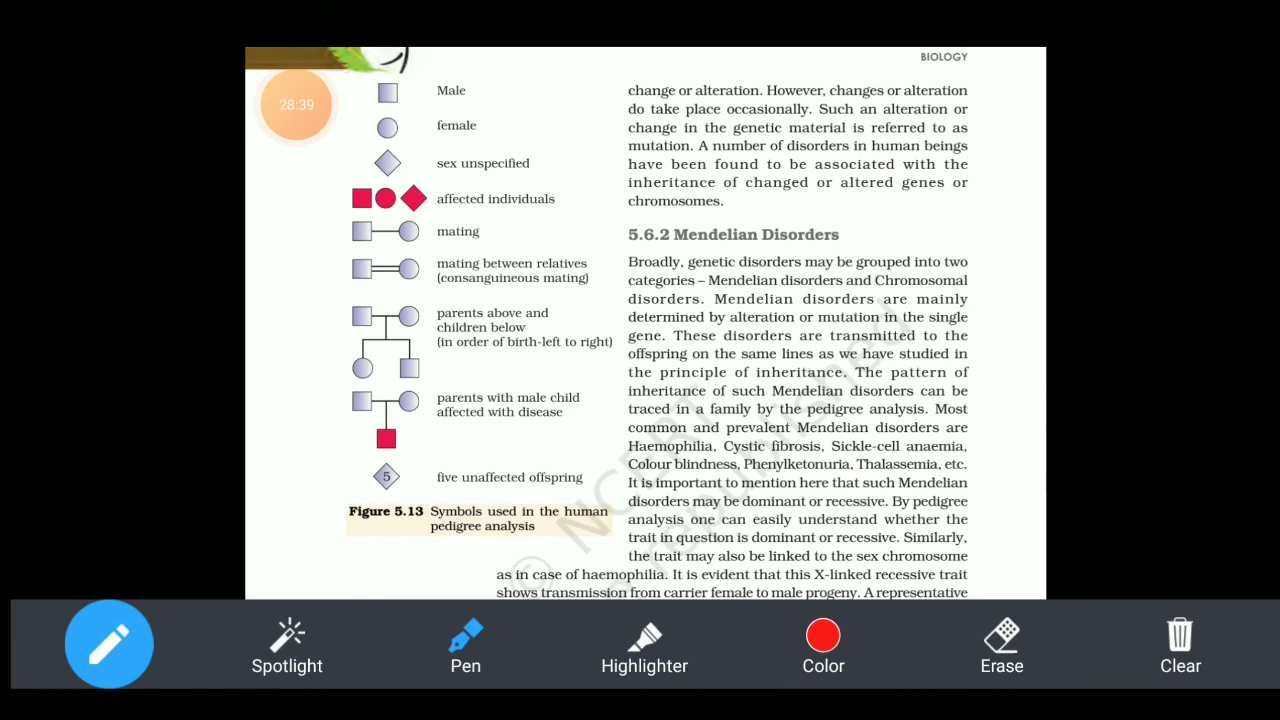 BIOLOGY
28:39
Male
female
sex unspecified
affected individuals
mating
mating between relatives
(consanguineous mating)
parents above and
children below
(in order of birth-left to right)
parents with male child
affected with disease
5
five unaffected offspring
Figure 5.13 Symbols used in the human
pedigree analysis
change or alteration. However, changes or alteration
do take place occasionally. Such an alteration or
change in the genetic material is referred to as
mutation. A number of disorders in human beings
have been found to be associated with the
inheritance of changed or altered genes or
chromosomes.
5.6.2 Mendelian Disorders
Broadly, genetic disorders may be grouped into two
categories – Mendelian disorders and Chromosomal
disorders. Mendelian disorders are mainly
determined by alteration or mutation in the single
gene. These disorders are transmitted to the
offspring on the same lines as we have studied in
the principle of inheritance. The pattern of
inheritance of such Mendelian disorders can be
traced in a family by the pedigree analysis. Most
common and prevalent Mendelian disorders are
Haemophilia, Cystic fibrosis, Sickle-cell anaemia,
Colour blindness, Phenylketonuria, Thalassemia, etc.
It is important to mention here that such Mendelian
disorders may be dominant or recessive. By pedigree
analysis one can easily understand whether the
trait in question is dominant or recessive. Similarly,
the trait may also be linked to the sex chromosome
as in case of haemophilia. It is evident that this X-linked recessive trait
shows transmission from carrier female to male progeny. A representative
© NCERT
republished
Spotlight
Pen
Highlighter
Color
Erase
Clear